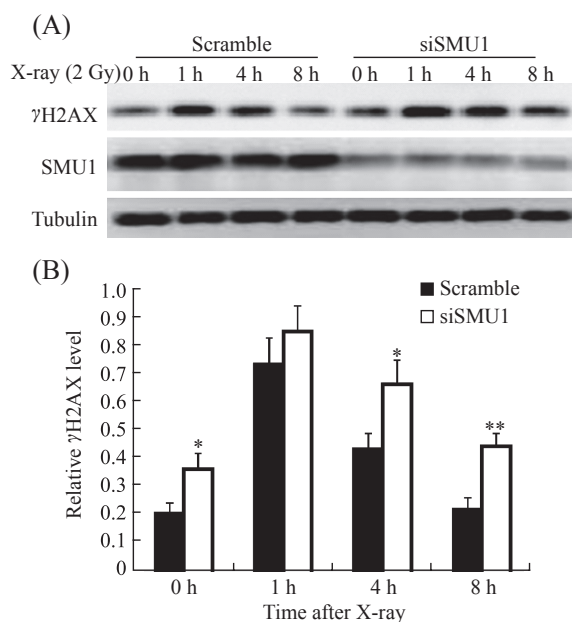 (A)
Scramble siSMU1
X-ray (2 Gy) 0 h 1 h 4 h 8 h 0 h 1 h 4 h 8 h
γH2AX
SMU1
Tubulin
(B)
1.0
0.9
0.8
0.7
0.6
0.5
0.4
0.3
0.2
0.1
0
Relative γH2AX level
Scramble
siSMU1
*
*
**
0 h 1 h 4 h 8 h
Time after X-ray